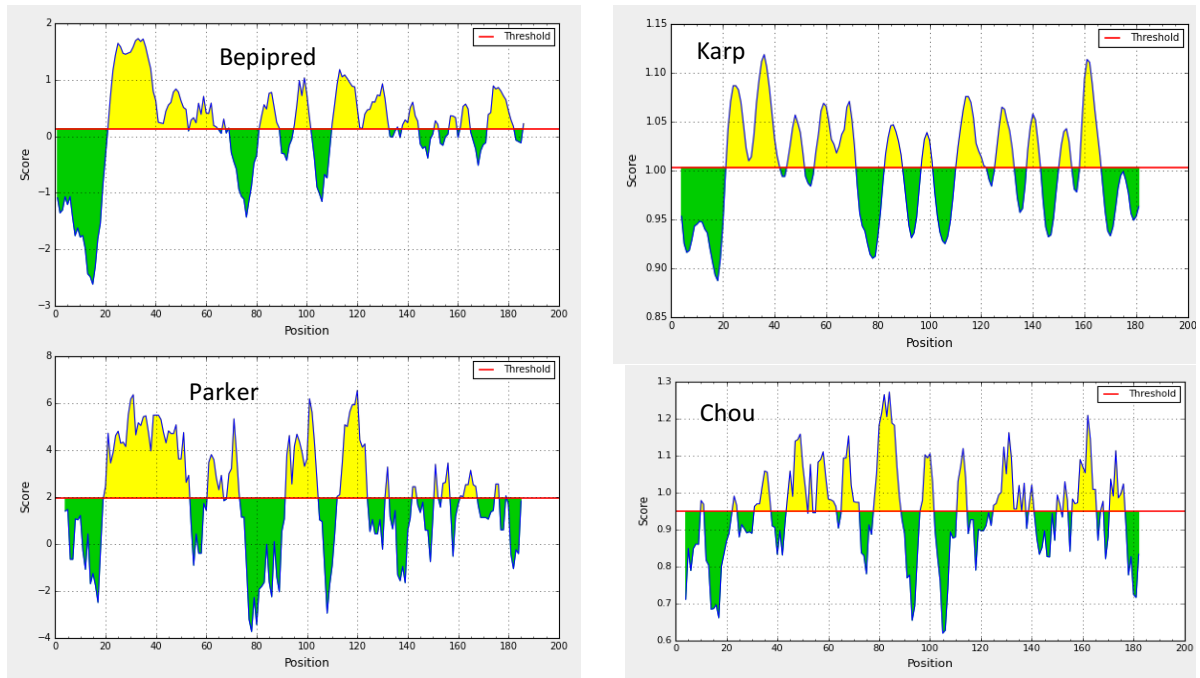 Bepipred
Threshold
2
1
0
−1
−2
−3
Score
0 20 40 60 80 100 120 140 160 180 200
Position
Karp
Threshold
1.15
1.10
1.05
1.00
0.95
0.90
0.85
Score
0 20 40 60 80 100 120 140 160 180 200
Position
Parker
Threshold
8
6
4
2
0
−2
−4
Score
0 20 40 60 80 100 120 140 160 180 200
Position
Chou
Threshold
1.3
1.2
1.1
1.0
0.9
0.8
0.7
0.6
Score
0 20 40 60 80 100 120 140 160 180 200
Position